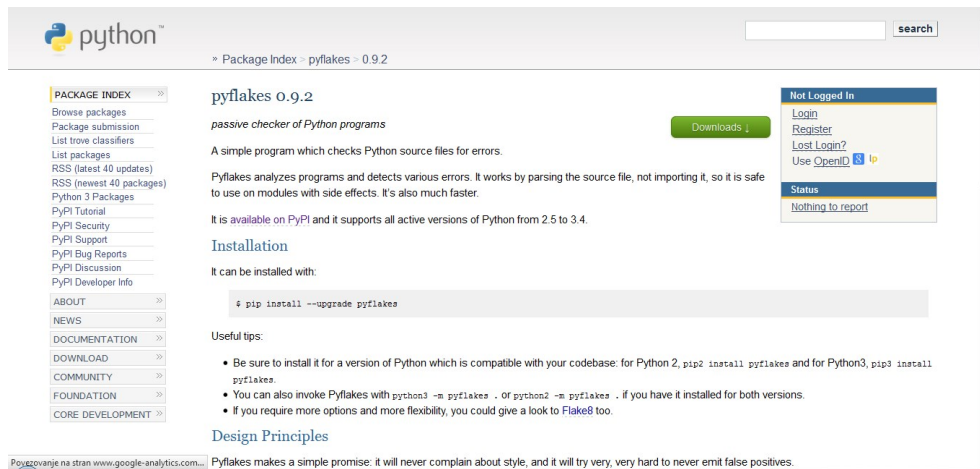 python™
search
» Package Index > pyflakes > 0.9.2
PACKAGE INDEX »
Browse packages
Package submission
List trove classifiers
List packages
RSS (latest 40 updates)
RSS (newest 40 packages)
Python 3 Packages
PyPI Tutorial
PyPI Security
PyPI Support
PyPI Bug Reports
PyPI Discussion
PyPI Developer Info
ABOUT »
NEWS »
DOCUMENTATION »
DOWNLOAD »
COMMUNITY »
FOUNDATION »
CORE DEVELOPMENT »
pyflakes 0.9.2
passive checker of Python programs
Downloads ↓
A simple program which checks Python source files for errors.
Pyflakes analyzes programs and detects various errors. It works by parsing the source file, not importing it, so it is safe
to use on modules with side effects. It's also much faster.
It is available on PyPI and it supports all active versions of Python from 2.5 to 3.4.
Installation
It can be installed with:
$ pip install --upgrade pyflakes
Useful tips:
• Be sure to install it for a version of Python which is compatible with your codebase: for Python 2, pip2 install pyflakes and for Python3, pip3 install
pyflakes.
• You can also invoke Pyflakes with python3 -m pyflakes . or python2 -m pyflakes . if you have it installed for both versions.
• If you require more options and more flexibility, you could give a look to Flake8 too.
Design Principles
Pyflakes makes a simple promise: it will never complain about style, and it will try very, very hard to never emit false positives.
Not Logged In
Login
Register
Lost Login?
Use OpenID
Status
Nothing to report
Povezovanje na stran www.google-analytics.com...